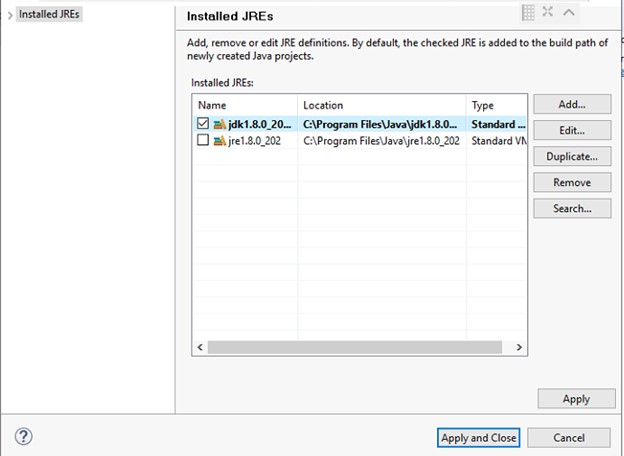 Installed JREs
Installed JREs
Add, remove or edit JRE definitions. By default, the checked JRE is added to the build path of
newly created Java projects.
Installed JREs:
Name Location Type
jdk1.8.0_20... C:\Program Files\Java\jdk1.8.0... Standard ...
jre1.8.0_202 C:\Program Files\Java\jre1.8.0_202 Standard VM
Add...
Edit...
Duplicate...
Remove
Search...
Apply
? Apply and Close Cancel